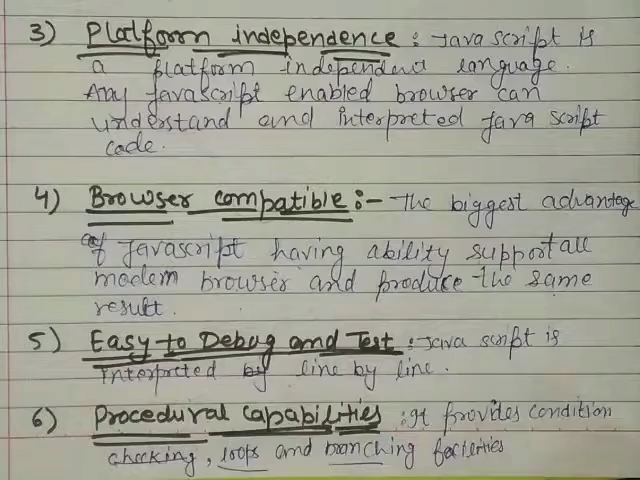 3) Platform independence : Java script is
a platform independent language.
Any Javascript enabled browser can
understand and interpreted Java script
code.
4) Browser compatible :- The biggest advantage
of Javascript having ability support all
modern browser and produce the same
result.
5) Easy to Debug and Test : Java script is
interpreted by line by line.
6) Procedural capabilities : It provides condition
checking, loops and branching facilities